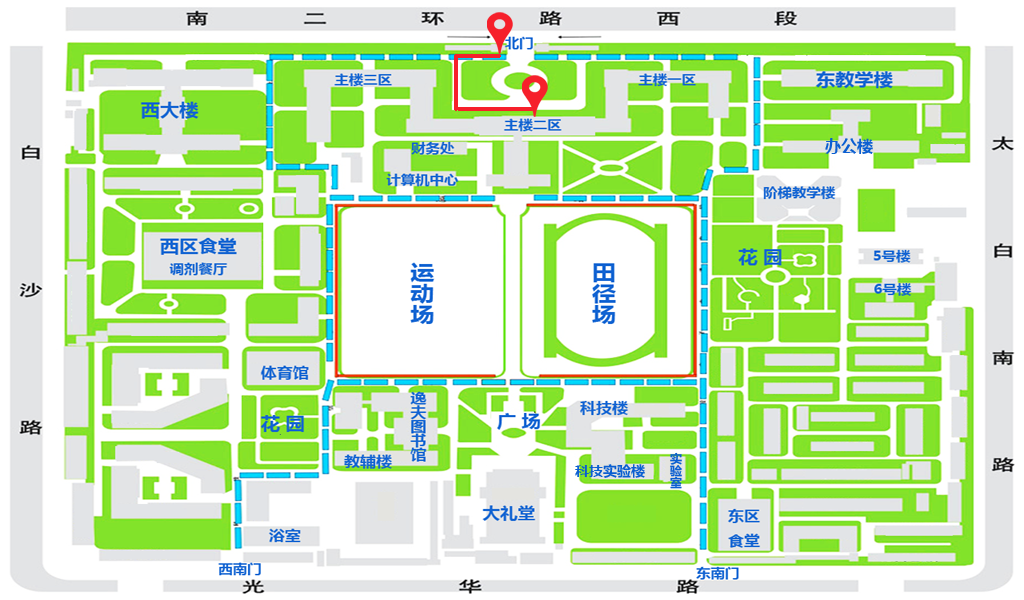 南二环路西段
北门
主楼三区
主楼一区
东教学楼
西大楼
主楼二区
财务处
办公楼
计算机中心
阶梯教学楼
西区食堂
调剂餐厅
花园
5号楼
6号楼
运动场
田径场
体育馆
花园
逸夫图书馆
广场
科技楼
教辅楼
科技实验楼
实验室
大礼堂
东区
食堂
浴室
西南门
东南门
白沙路
太白南路
光华路